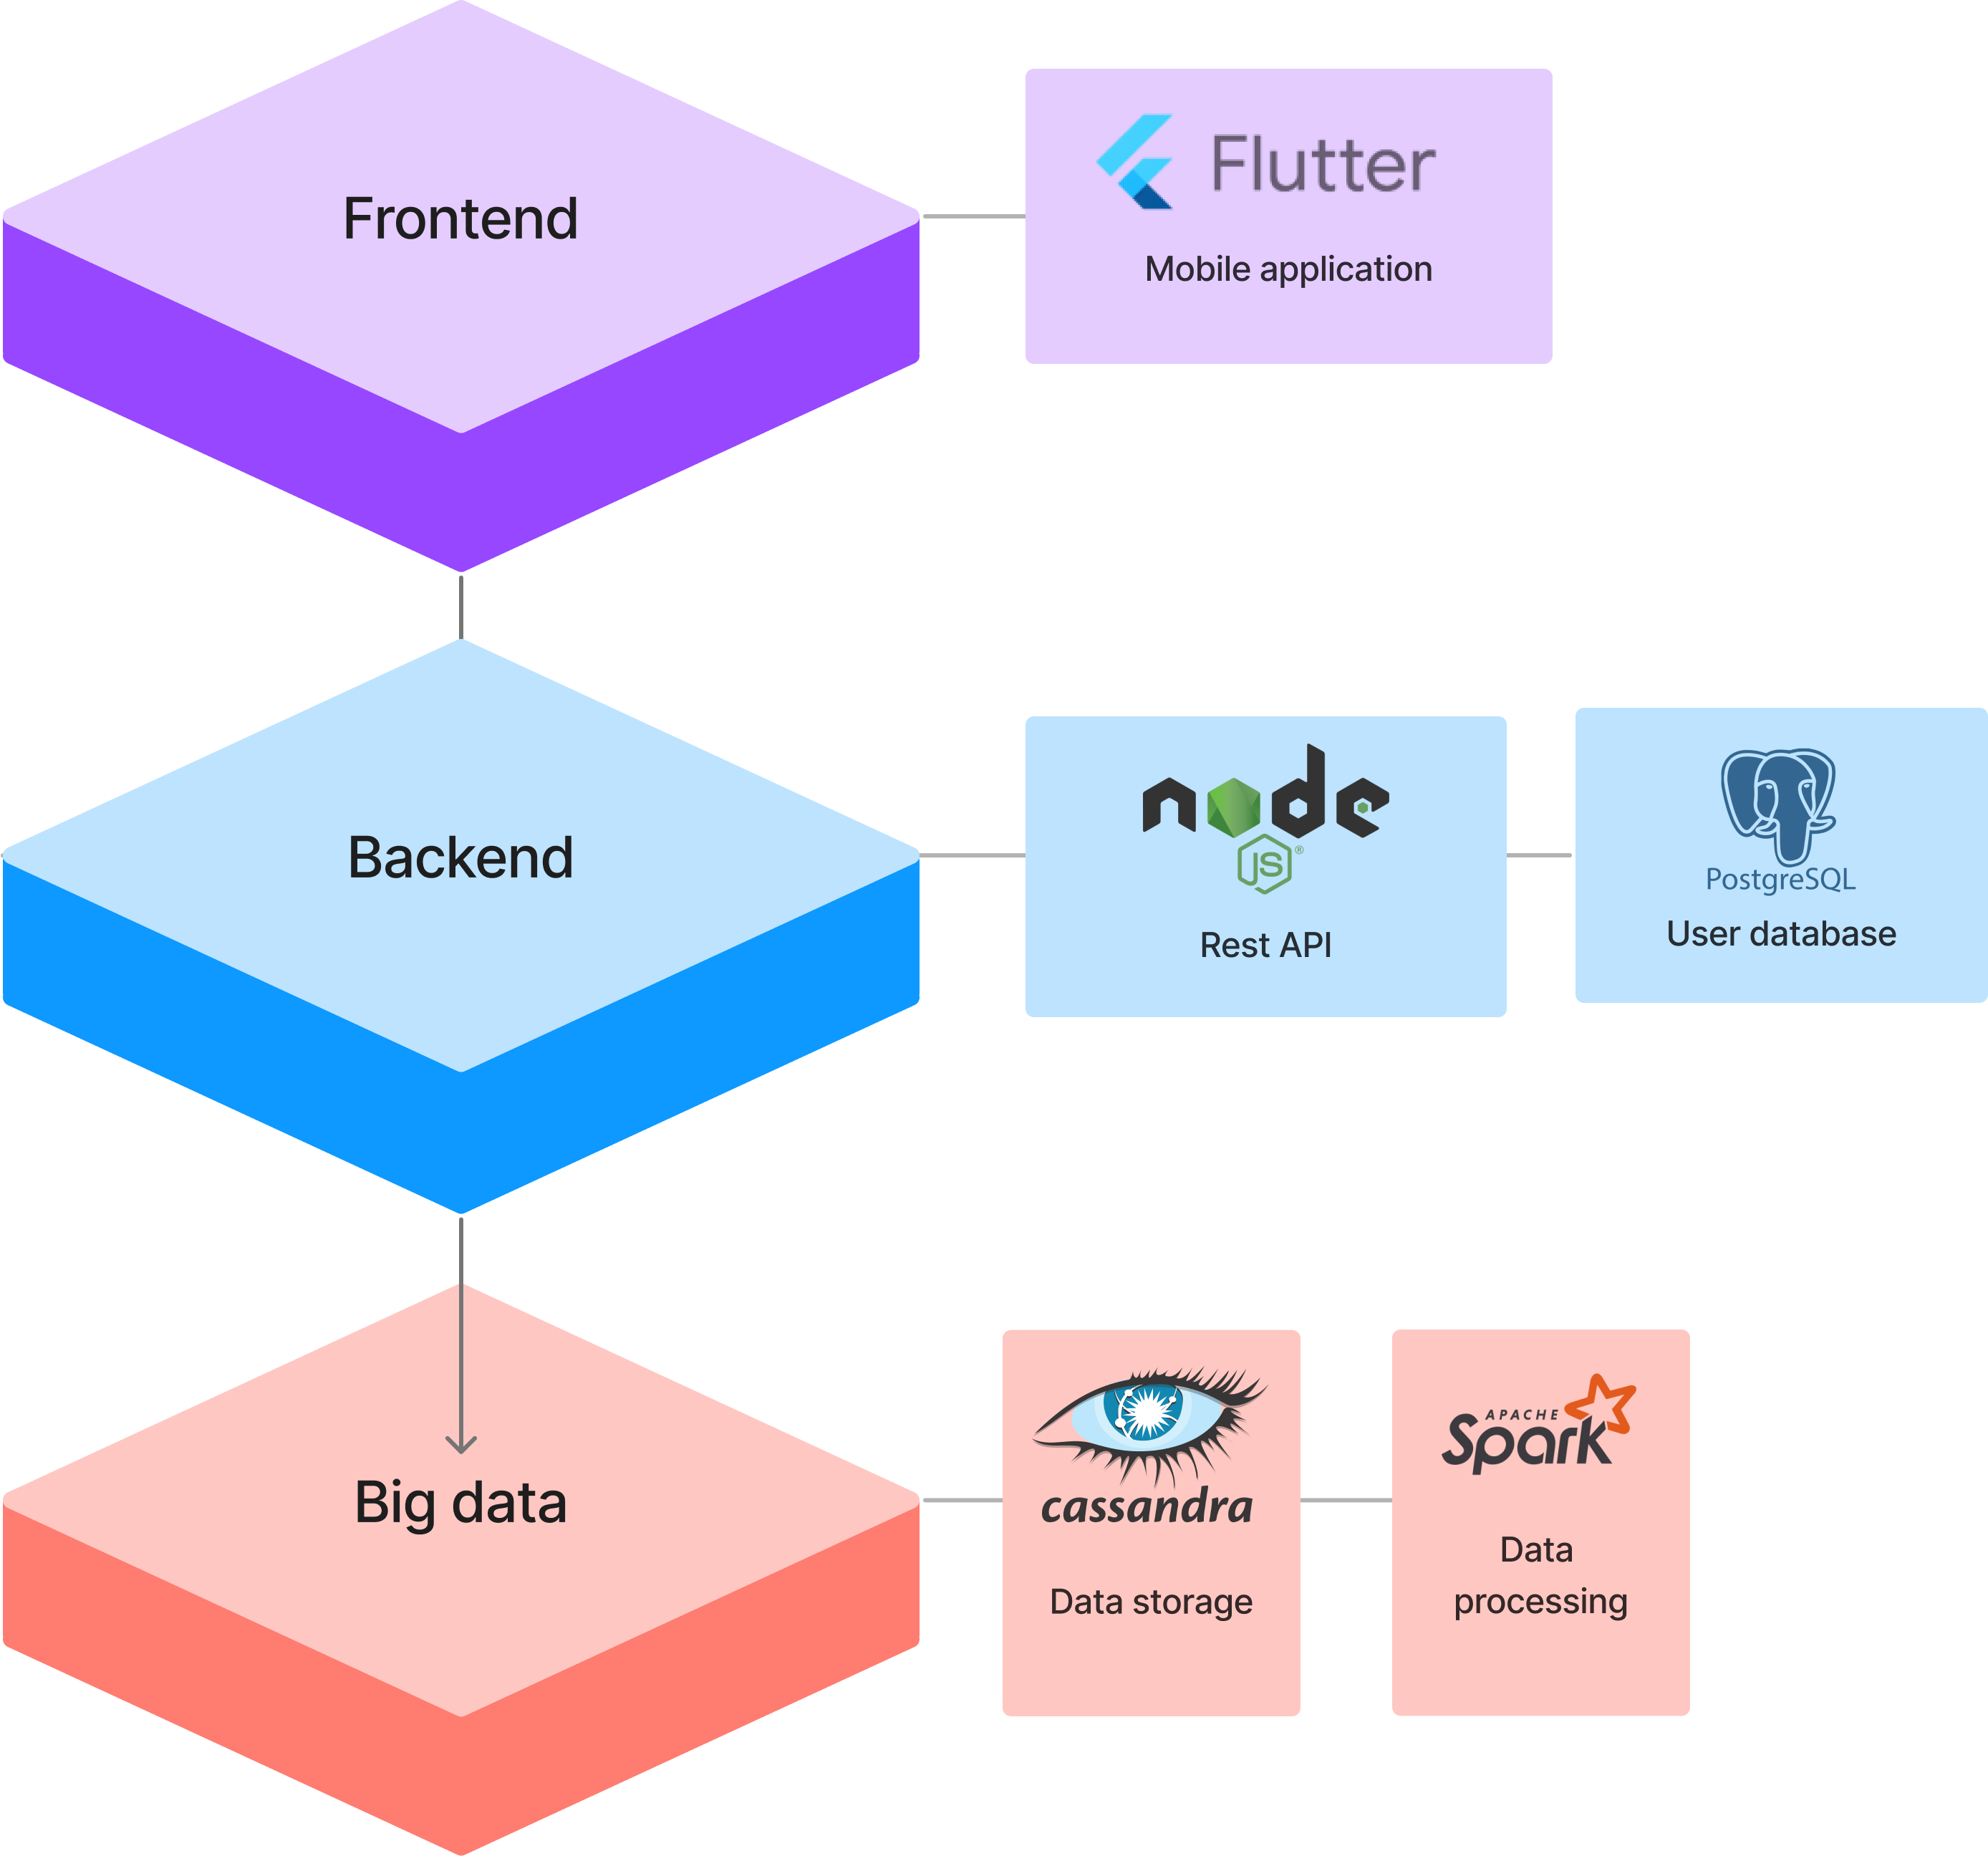 Frontend
Flutter
Mobile application
Backend
node
JS®
Rest API
PostgreSQL
User database
Big data
cassandra
Data storage
APACHE
Spark
Data
processing